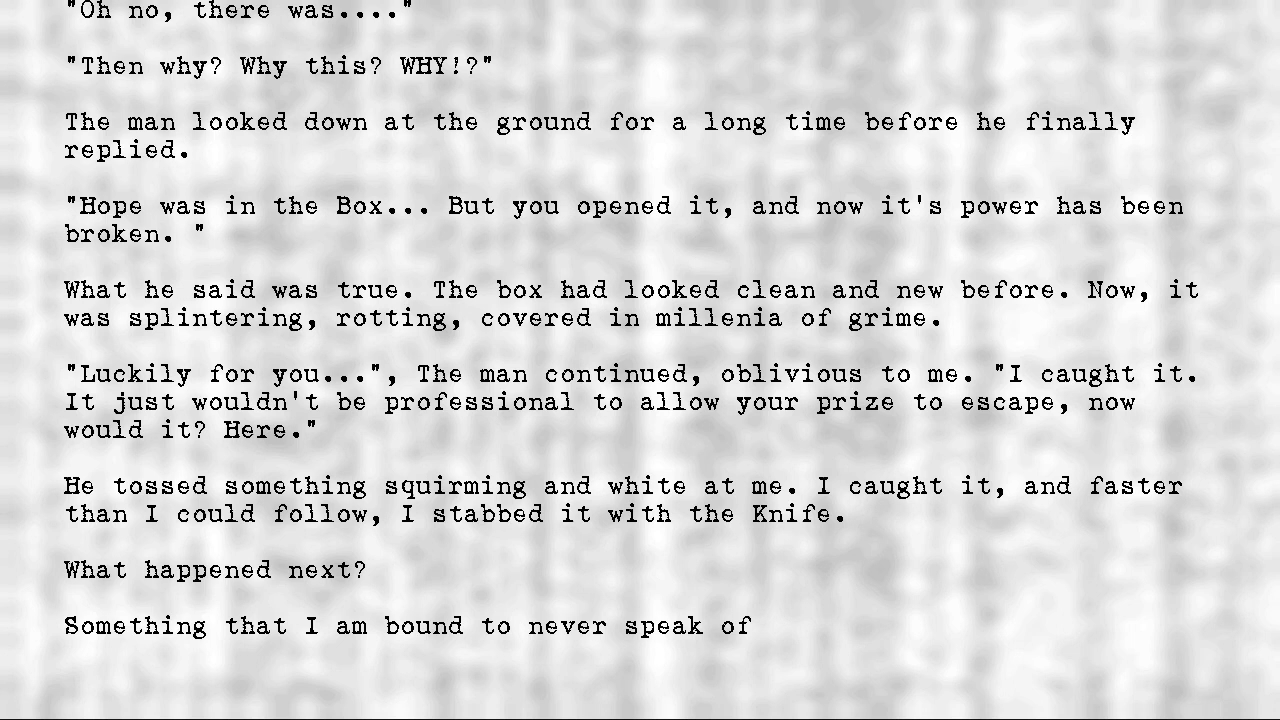 "Oh no, there was...."
"Then why? Why this? WHY!?"
The man looked down at the ground for a long time before he finally
replied.
"Hope was in the Box... But you opened it, and now it's power has been
broken. "
What he said was true. The box had looked clean and new before. Now, it
was splintering, rotting, covered in millenia of grime.
"Luckily for you...", The man continued, oblivious to me. "I caught it.
It just wouldn't be professional to allow your prize to escape, now
would it? Here."
He tossed something squirming and white at me. I caught it, and faster
than I could follow, I stabbed it with the Knife.
What happened next?
Something that I am bound to never speak of